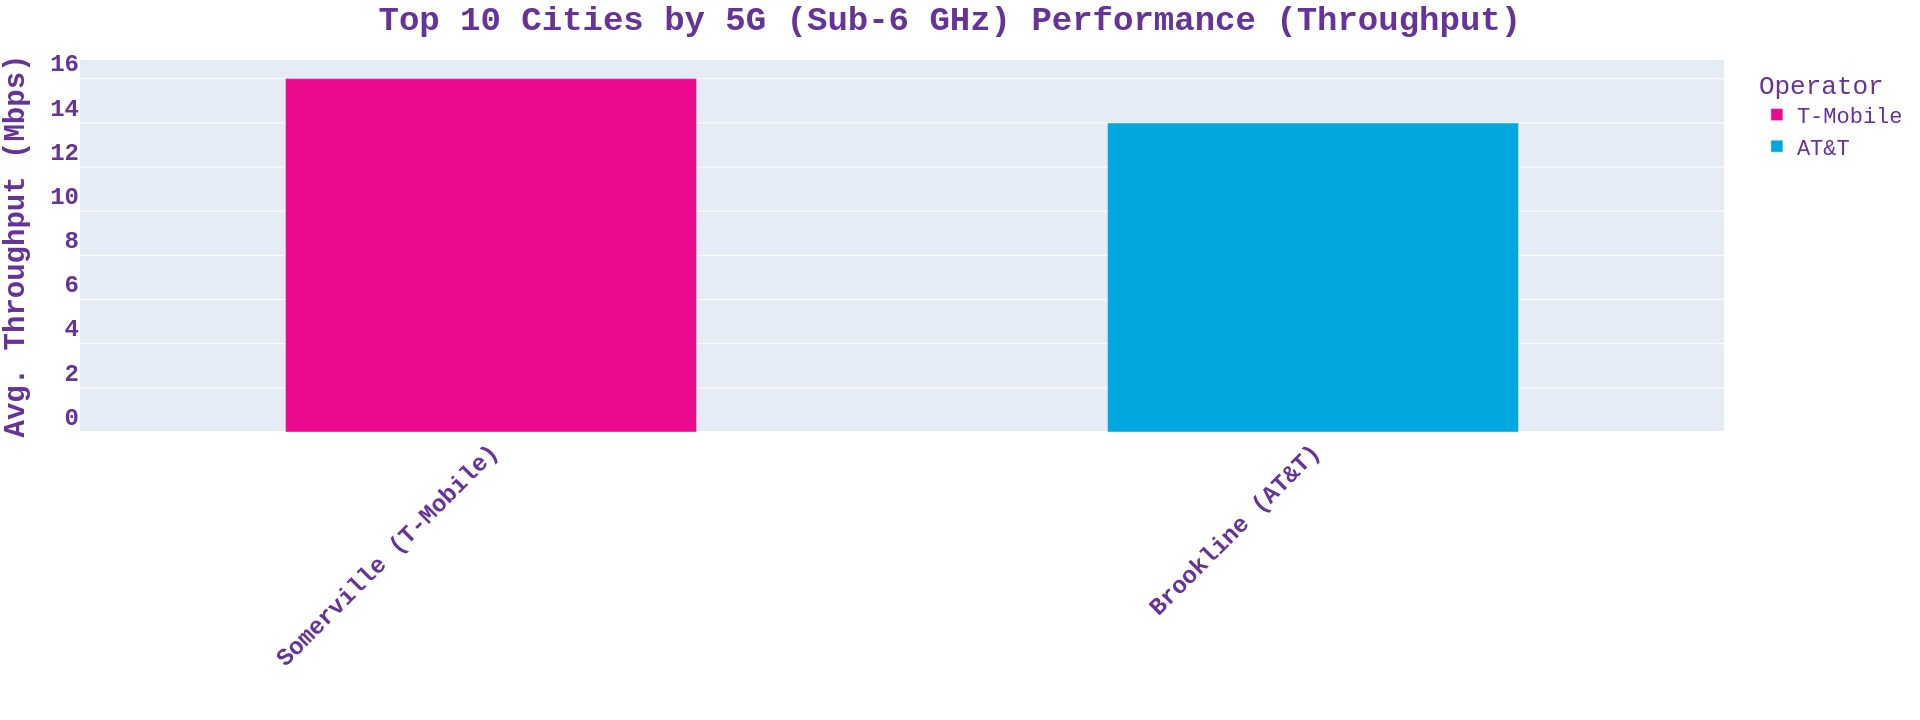 Top 10 Cities by 5G (Sub-6 GHz) Performance (Throughput)
Avg. Throughput (Mbps)
16
14
12
10
8
6
4
2
0
Somerville (T-Mobile)
Brookline (AT&T)
Operator
T-Mobile
AT&T